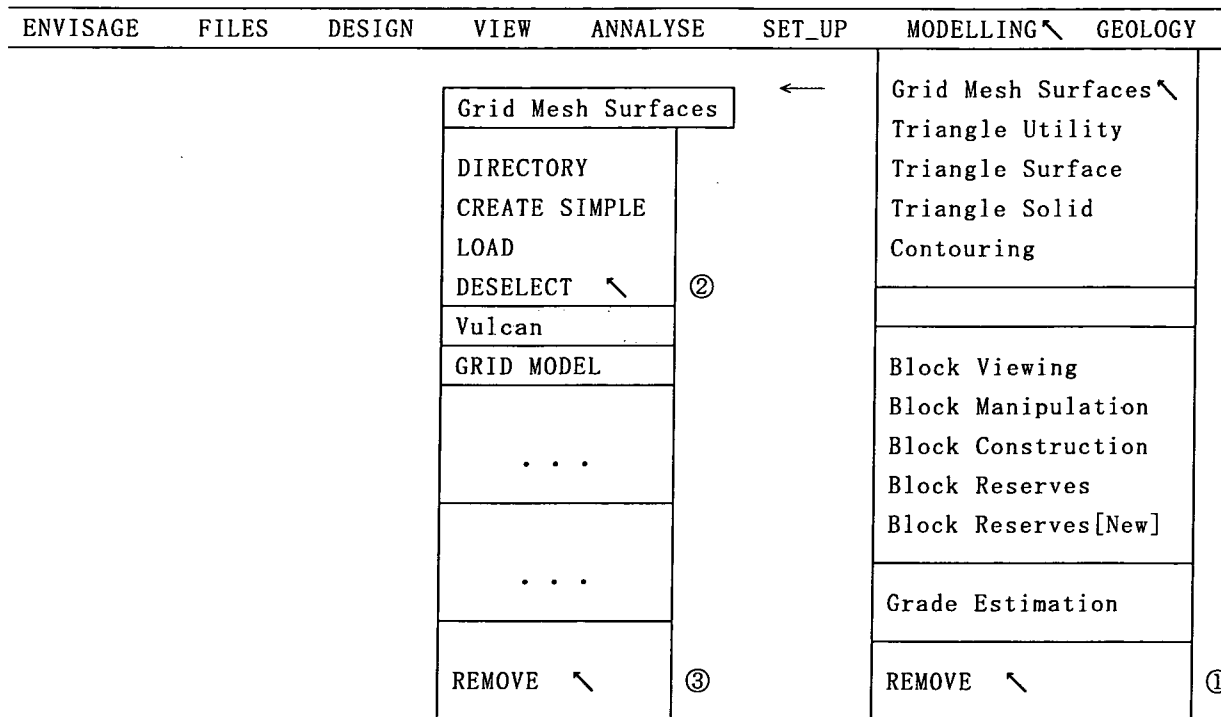 ENVISAGE FILES DESIGN VIEW ANNALYSE SET_UP MODELLING↖ GEOLOGY
Grid Mesh Surfaces
DIRECTORY
CREATE SIMPLE
LOAD
DESELECT ↖ ②
Vulcan
GRID MODEL
. . .
. . .
REMOVE ↖ ③
← Grid Mesh Surfaces↖
Triangle Utility
Triangle Surface
Triangle Solid
Contouring
Block Viewing
Block Manipulation
Block Construction
Block Reserves
Block Reserves[New]
Grade Estimation
REMOVE ↖ ①